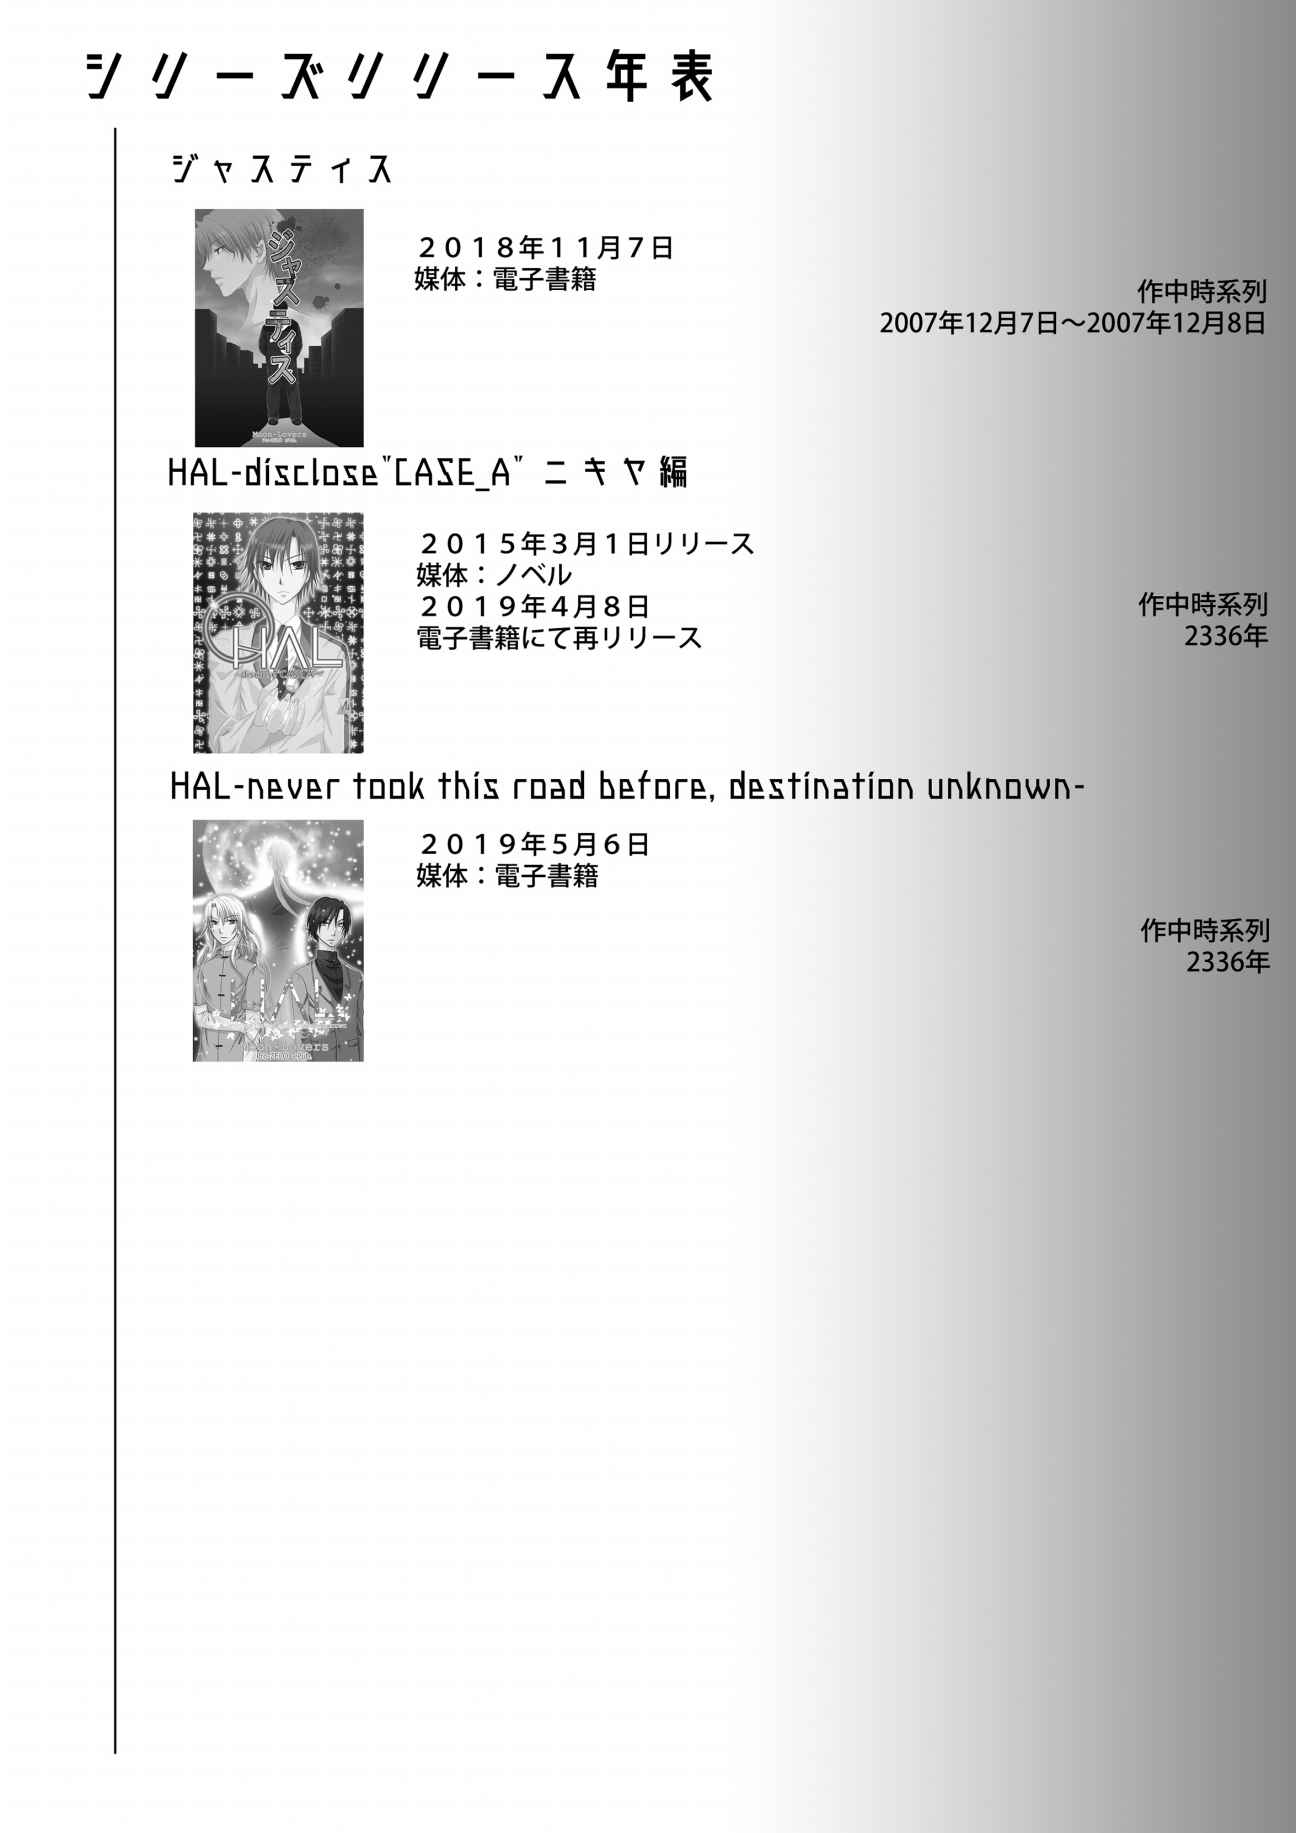 シリーズリリース年表
ジャスティス
ジャスティス
Moon-Lovers
２０１８年１１月７日
媒体：電子書籍
作中時系列
2007年12月7日～2007年12月8日
HAL-disclose"CASE_A" ニキヤ編
HAL
２０１５年３月１日リリース
媒体：ノベル
２０１９年４月８日
電子書籍にて再リリース
作中時系列
2336年
HAL-never took this road before, destination unknown-
HAL
２０１９年５月６日
媒体：電子書籍
作中時系列
2336年